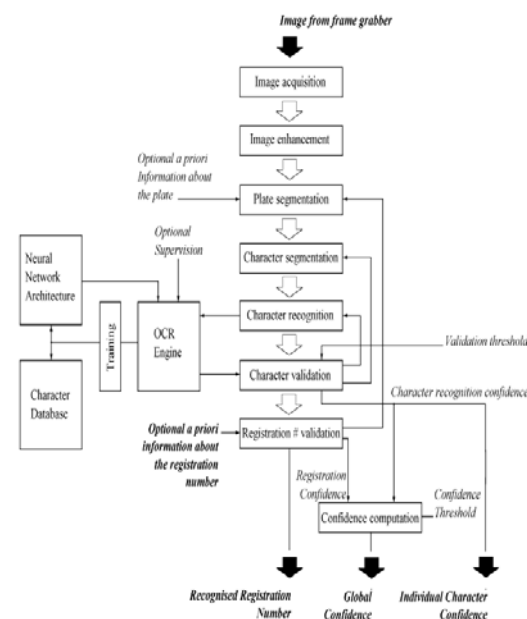 Image from frame grabber
Image acquisition
Image enhancement
Optional a priori
Information about
the plate
Plate segmentation
Optional
Supervision
Character segmentation
Neural
Network
Architecture
Training
OCR
Engine
Character recognition
Validation threshold
Character
Database
Character validation
Character recognition confidence
Optional a priori
information about
the registration
number
Registration # validation
Registration
Confidence
Confidence
Threshold
Confidence computation
Recognised Registration
Number
Global
Confidence
Individual Character
Confidence